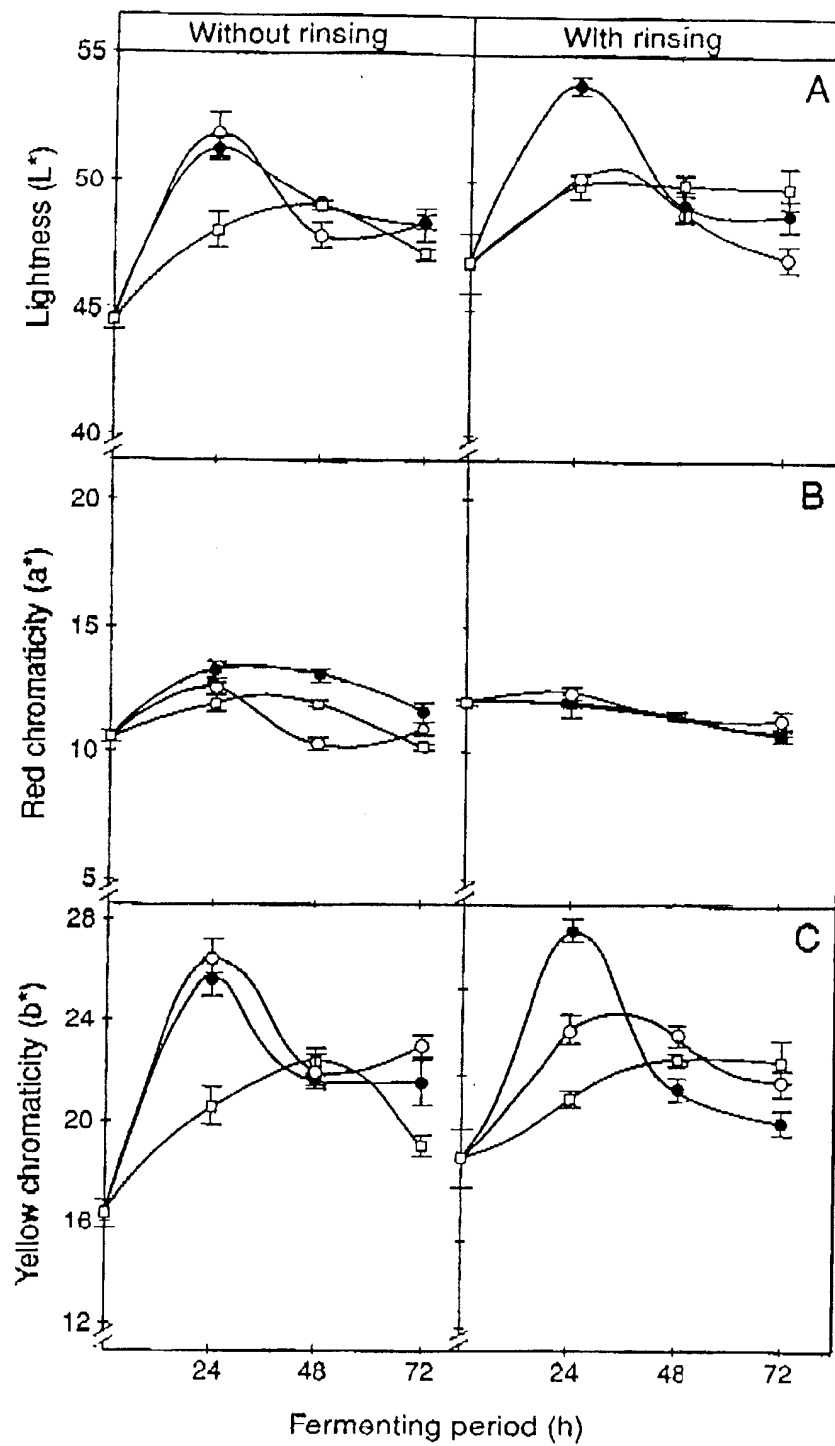 Without rinsing
With rinsing
A
55
50
45
40
Lightness (L*)
B
20
15
10
5
Red chromaticity (a*)
C
28
24
20
16
12
Yellow chromaticity (b*)
24
48
72
24
48
72
Fermenting period (h)